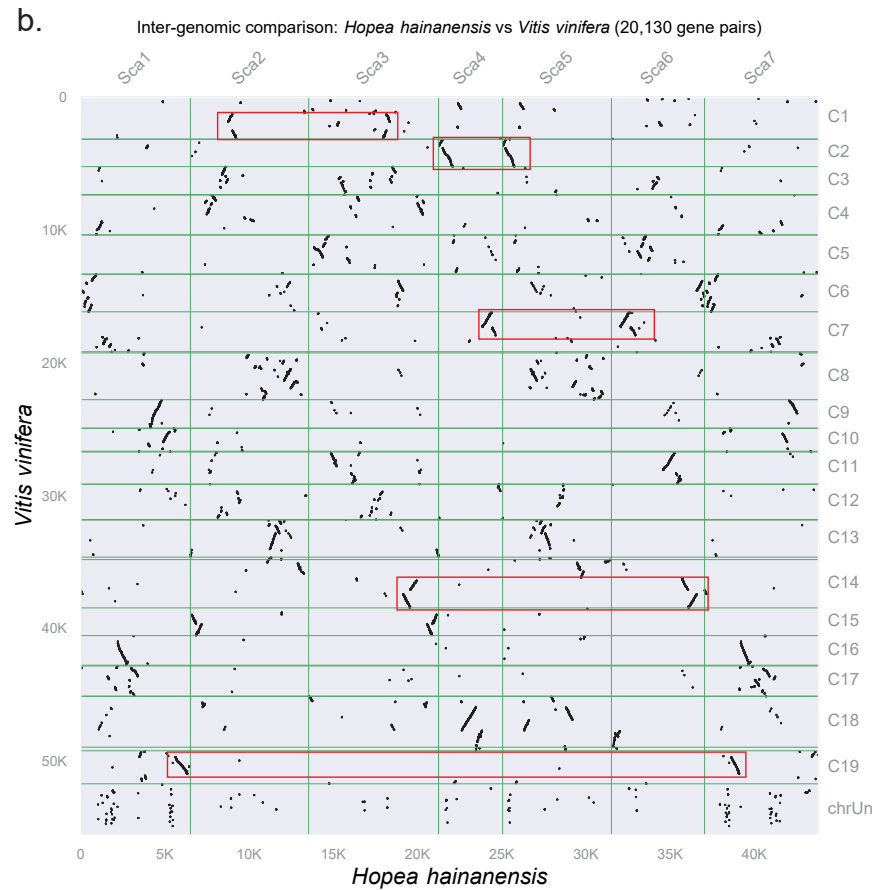 b.
Inter-genomic comparison: Hopea hainanensis vs Vitis vinifera (20,130 gene pairs)
Sca1 Sca2 Sca3 Sca4 Sca5 Sca6 Sca7
0
C1
C2
C3
C4
10K
C5
C6
C7
20K
C8
C9
C10
C11
30K
C12
C13
C14
C15
40K
C16
C17
C18
50K
C19
chrUn
Vitis vinifera
0 5K 10K 15K 20K 25K 30K 35K 40K
Hopea hainanensis